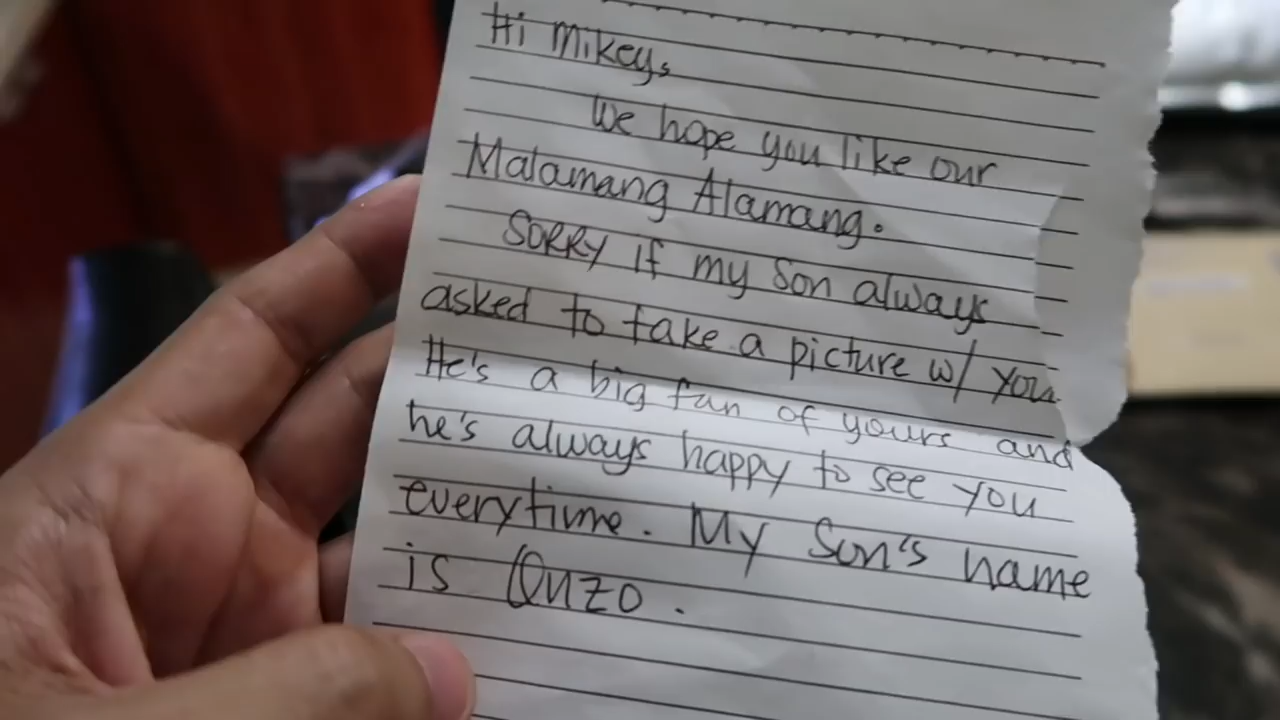 Hi Mikey,
We hope you like our
Malamang Alamang.
SORRY if my Son always
asked to take a picture w/ you.
He's a big fan of yours and
he's always happy to see you
everytime. My Son's name
is Qnzo.